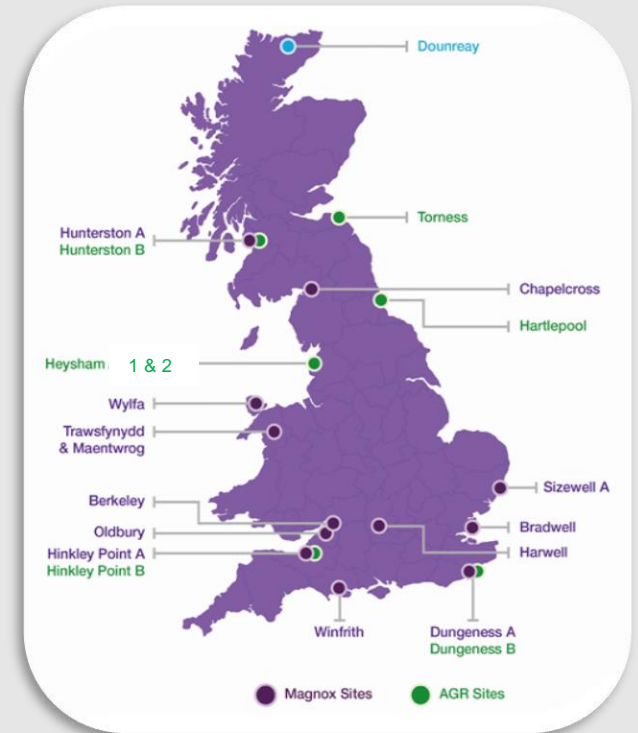 Dounreay
Torness
Hunterston A
Hunterston B
Chapelcross
Hartlepool
Heysham 1 & 2
Wylfa
Trawsfynydd
& Maentwrog
Sizewell A
Berkeley
Bradwell
Oldbury
Harwell
Hinkley Point A
Hinkley Point B
Winfrith
Dungeness A
Dungeness B
Magnox Sites
AGR Sites